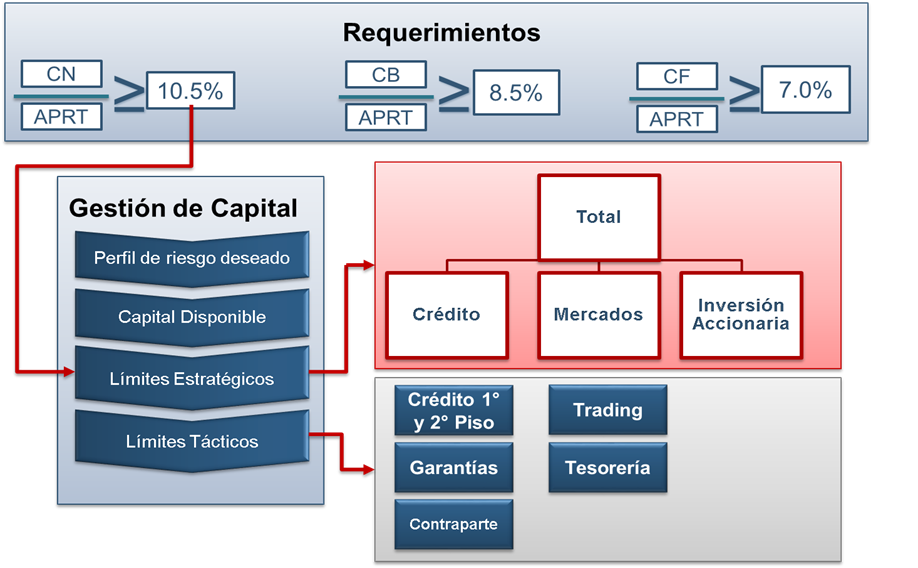 Requerimientos
CN
APRT
≥
10.5%
CB
APRT
≥
8.5%
CF
APRT
≥
7.0%
Gestión de Capital
Perfil de riesgo deseado
Capital Disponible
Límites Estratégicos
Límites Tácticos
Total
Crédito
Mercados
Inversión
Accionaria
Crédito 1°
y 2° Piso
Trading
Garantías
Tesorería
Contraparte